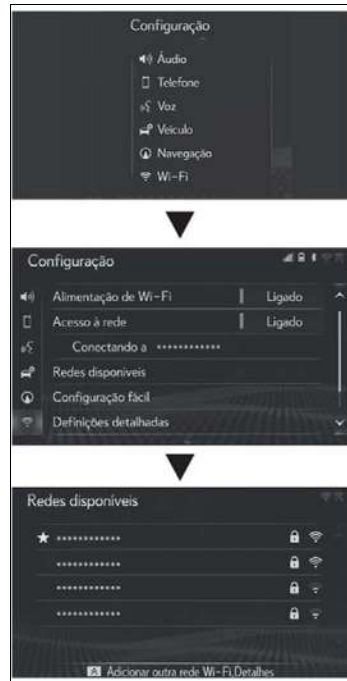 Configuração
Áudio
Telefone
Voz
Veículo
Navegação
Wi-Fi
Configuração
Alimentação de Wi-Fi Ligado
Acesso à rede Ligado
Conectando a ************
Redes disponíveis
Configuração fácil
Definições detalhadas
Redes disponíveis
************
************
************
************
Adicionar outra rede Wi-Fi,Detalhes